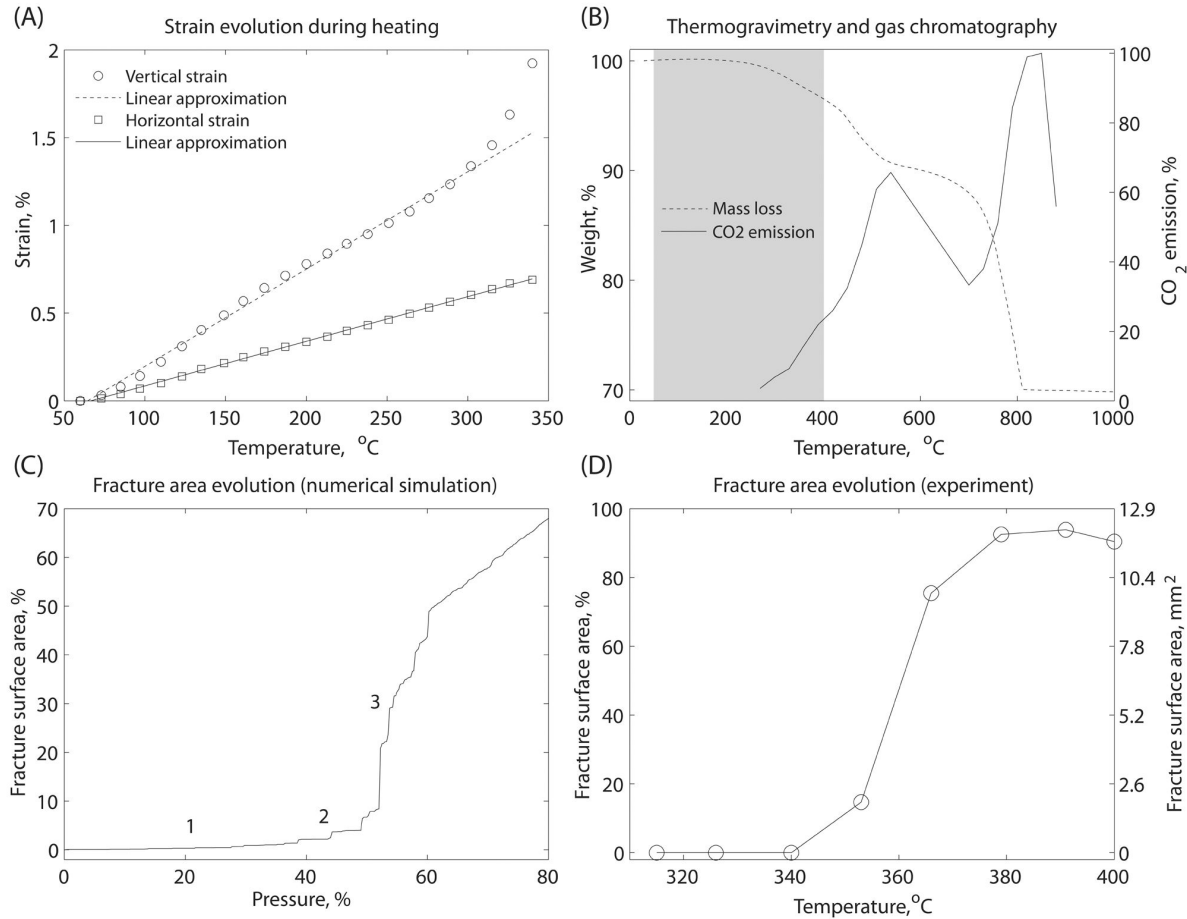 (A)
Strain evolution during heating
2
1.5
1
0.5
0
Strain, %
Vertical strain
Linear approximation
Horizontal strain
Linear approximation
50 100 150 200 250 300 350
Temperature, °C
(B)
Thermogravimetry and gas chromatography
100
90
80
70
Weight, %
Mass loss
CO2 emission
100
80
60
40
20
0
CO2 emission, %
0 200 400 600 800 1000
Temperature, °C
(C)
Fracture area evolution (numerical simulation)
70
60
50
40
30
20
10
0
Fracture surface area, %
1
2
3
0 20 40 60 80
Pressure, %
(D)
Fracture area evolution (experiment)
100
80
60
40
20
0
Fracture surface area, %
12.9
10.4
7.8
5.2
2.6
0
Fracture surface area, mm²
320 340 360 380 400
Temperature,°C